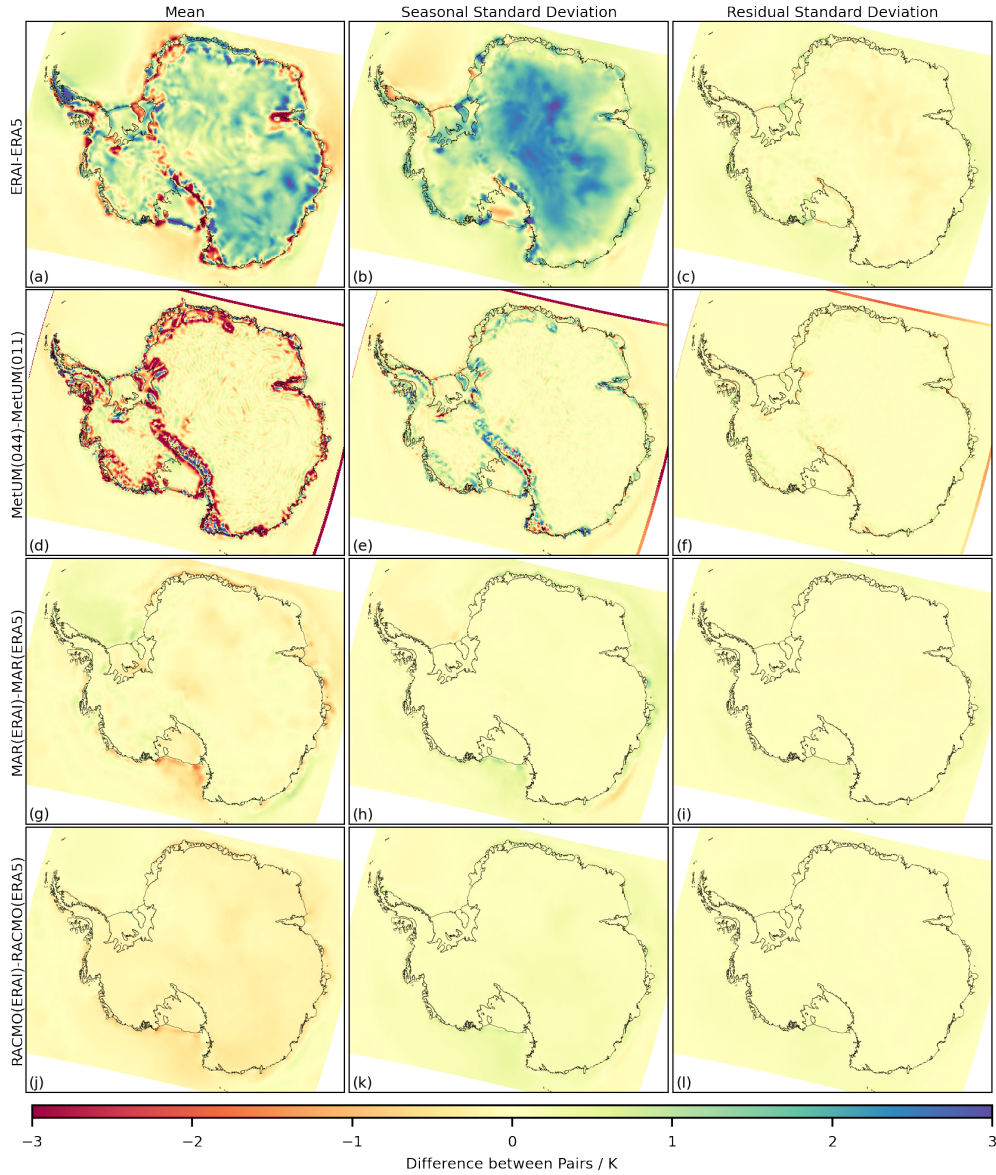 Mean
Seasonal Standard Deviation
Residual Standard Deviation
ERAI-ERA5
(a)
(b)
(c)
MetUM(044)-MetUM(011)
(d)
(e)
(f)
MAR(ERAI)-MAR(ERA5)
(g)
(h)
(i)
RACMO(ERAI)-RACMO(ERA5)
(j)
(k)
(l)
−3 −2 −1 0 1 2 3
Difference between Pairs / K